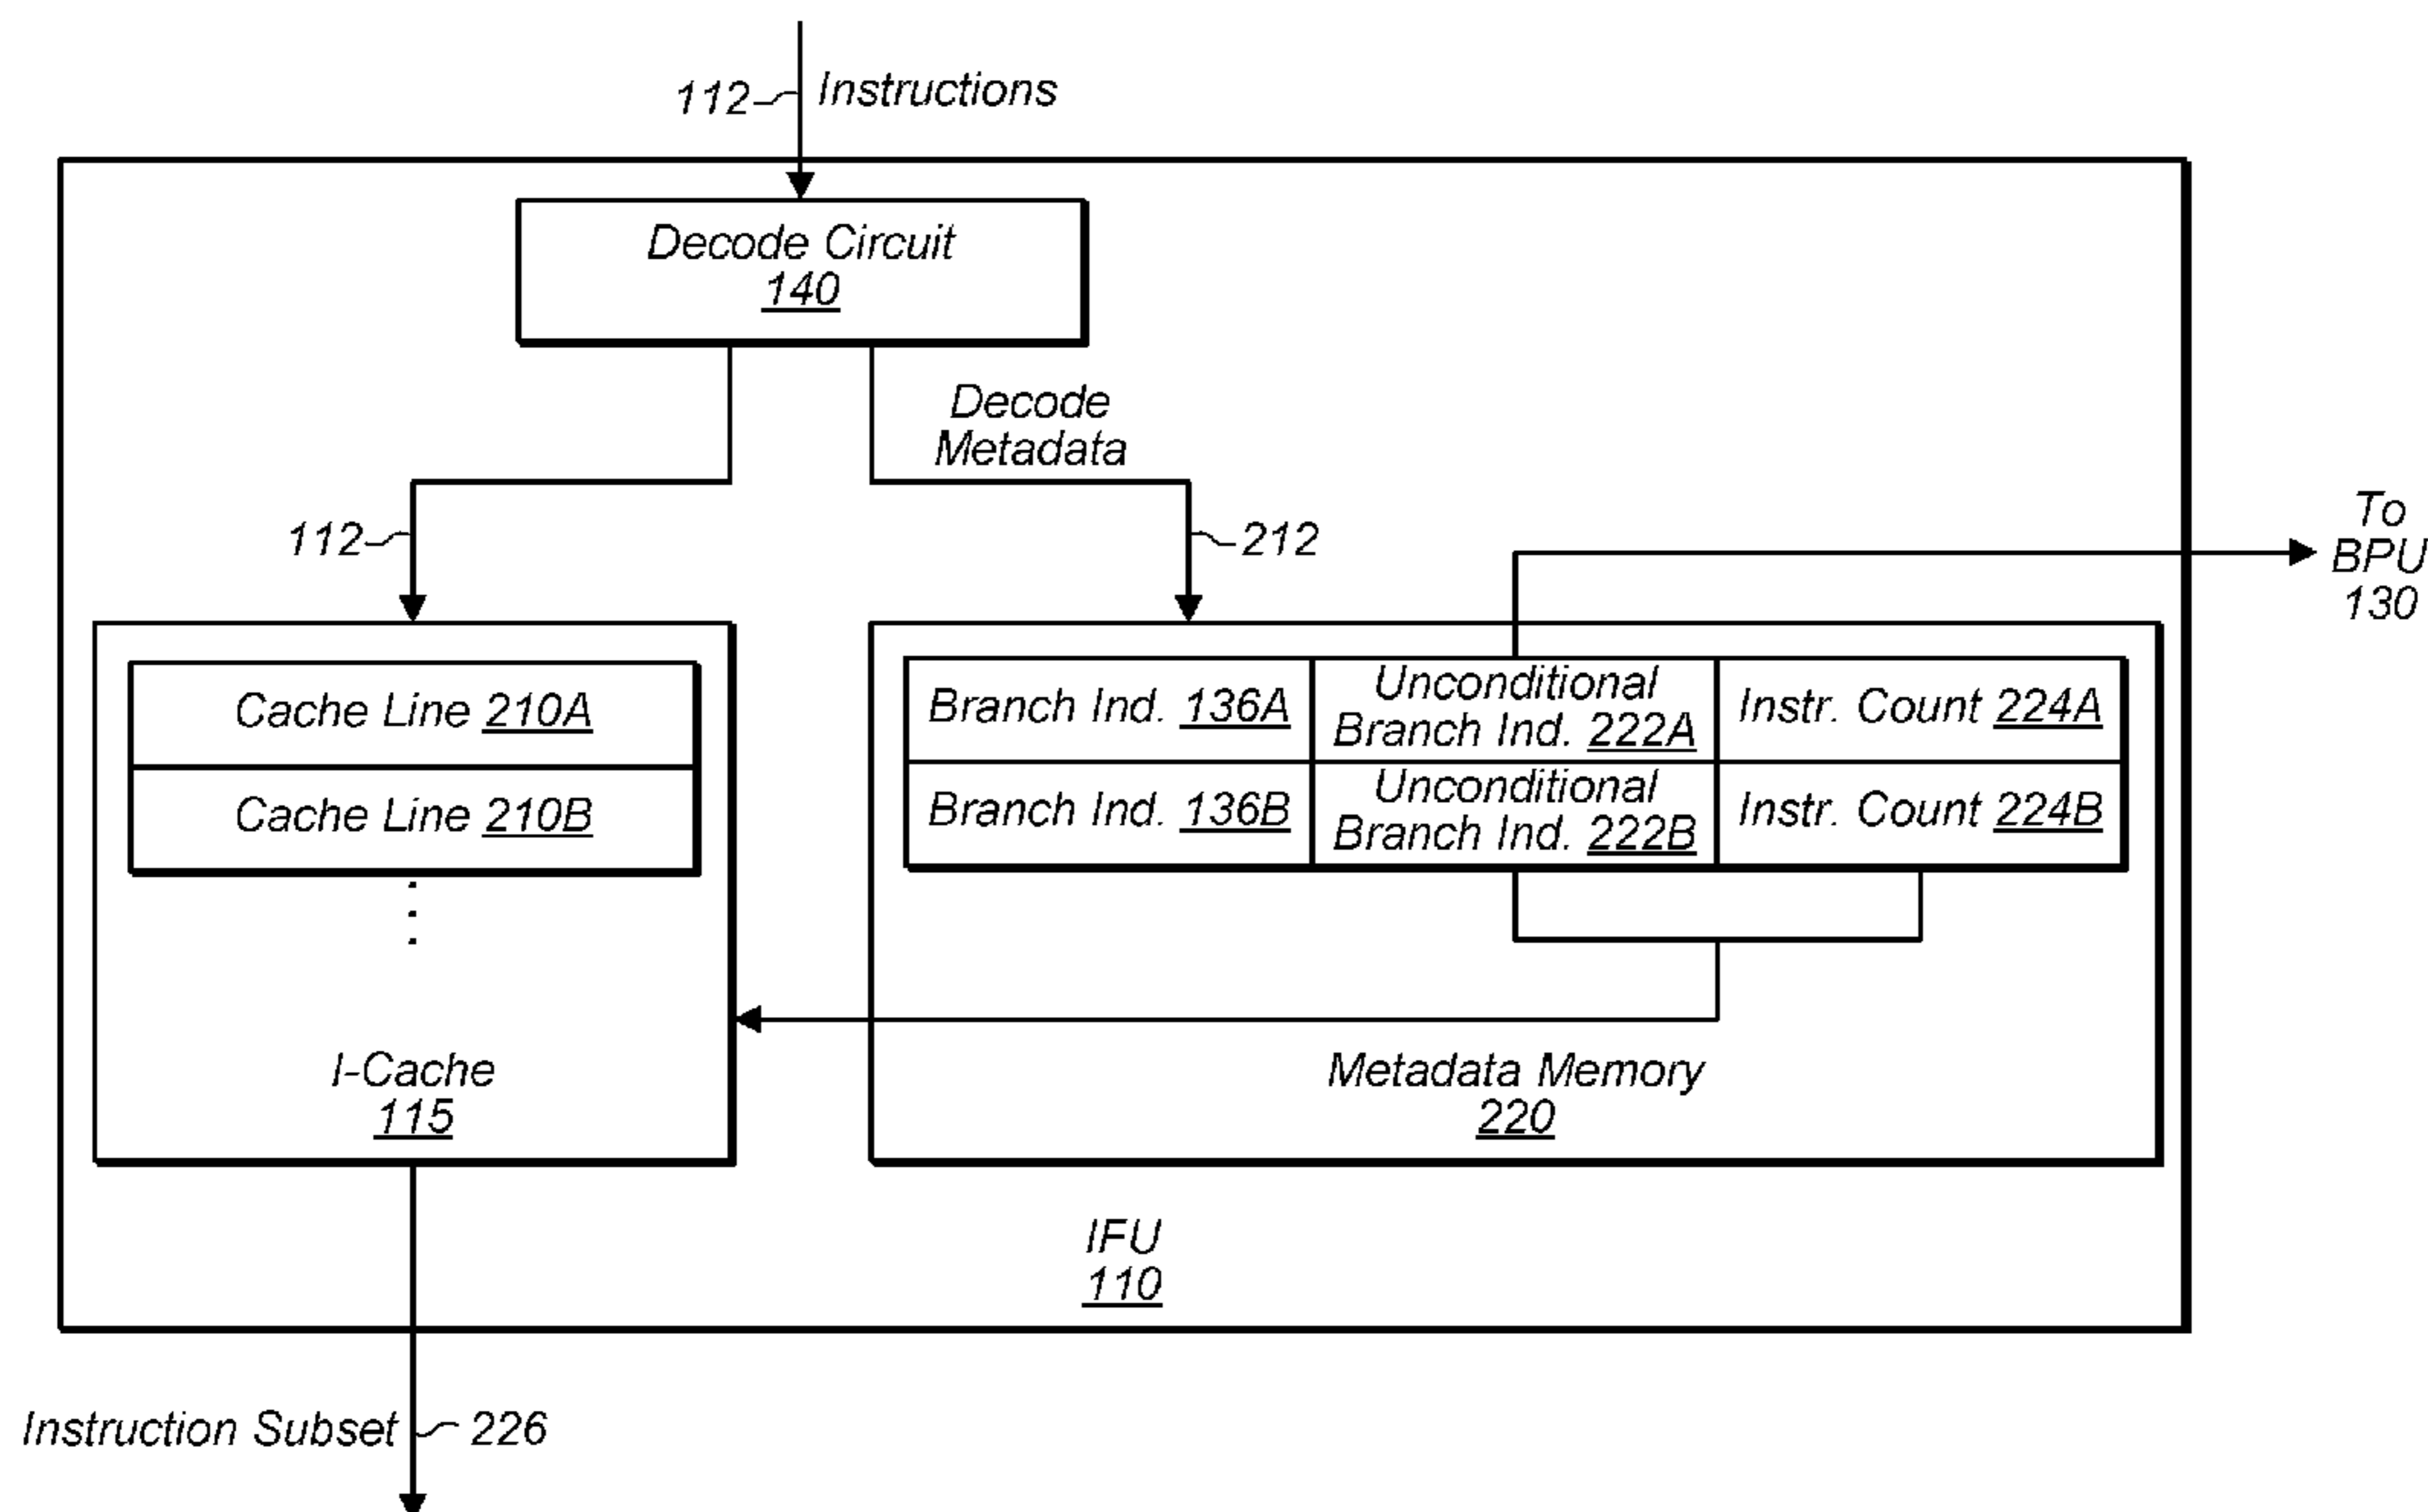 112 Instructions
Decode Circuit
140
Decode
Metadata
112
212
To
BPU
130
Cache Line 210A
Cache Line 210B
Branch Ind. 136A
Unconditional
Branch Ind. 222A
Instr. Count 224A
Branch Ind. 136B
Unconditional
Branch Ind. 222B
Instr. Count 224B
I-Cache
115
Metadata Memory
220
IFU
110
Instruction Subset 226